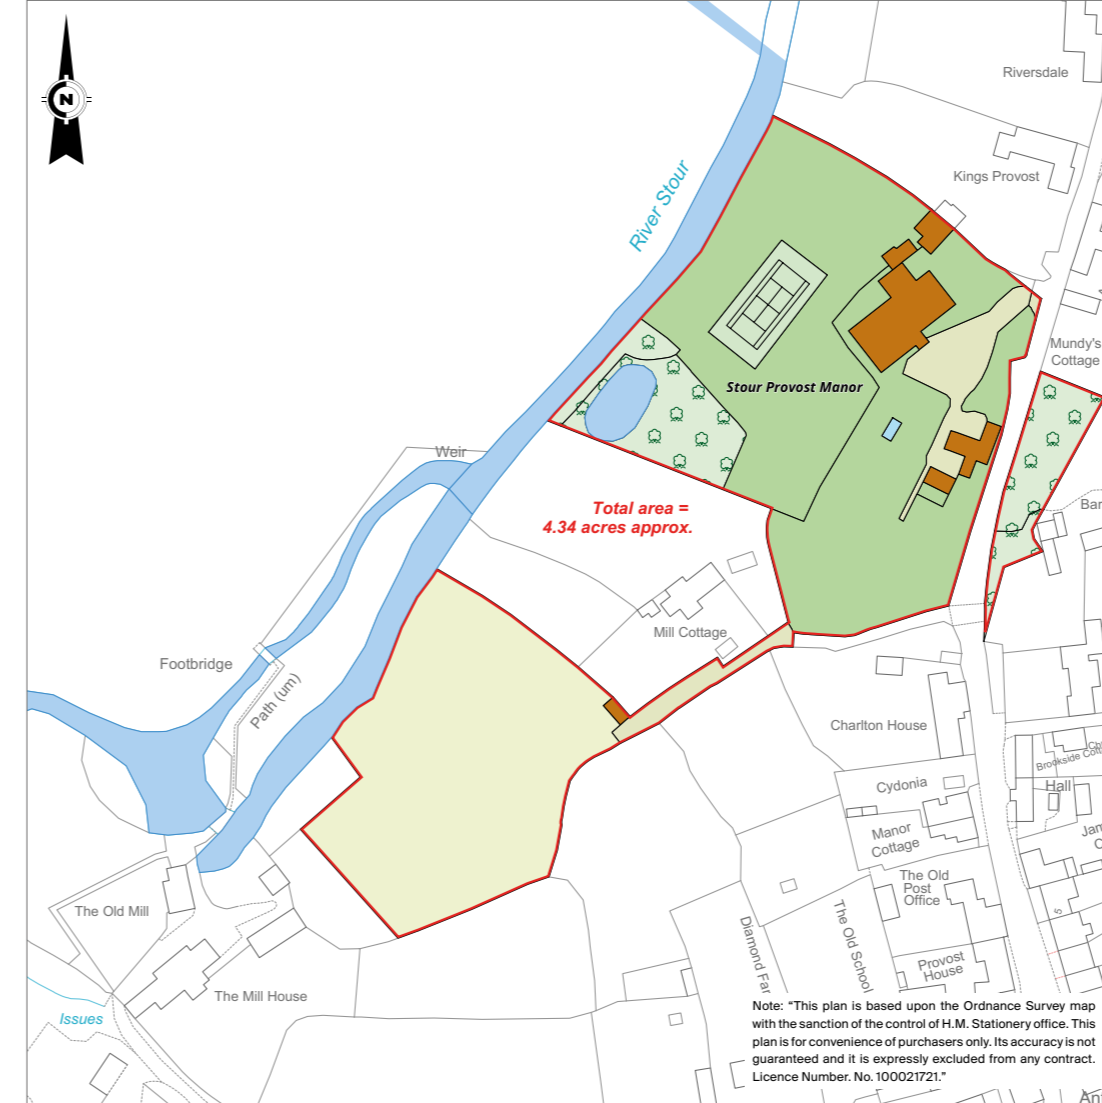 N
Riversdale
Kings Provost
River Stour
Mundy's
Cottage
Stour Provost Manor
Weir
Total area =
4.34 acres approx.
Mill Cottage
Footbridge
Path (um)
Charlton House
Brookside
Hall
Cydonia
Manor
Cottage
The Old
Post
Office
5
The Old Mill
Diamond
The Old School
Provost
House
The Mill House
Issues
Note: “This plan is based upon the Ordnance Survey map
with the sanction of the control of H.M. Stationery office. This
plan is for convenience of purchasers only. Its accuracy is not
guaranteed and it is expressly excluded from any contract.
Licence Number. No. 100021721.”